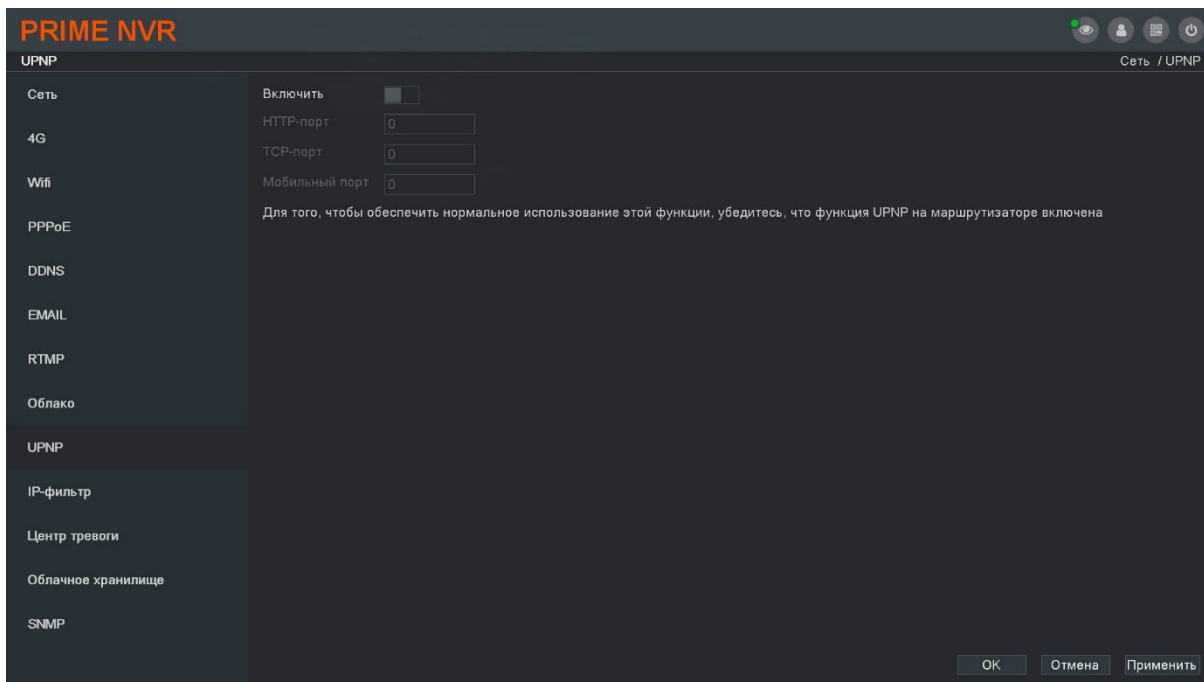 PRIME NVR
UPNP
Сеть / UPNP
Сеть
4G
Wifi
PPPoE
DDNS
EMAIL
RTMP
Облако
UPNP
IP-фильтр
Центр тревоги
Облачное хранилище
SNMP
Включить
HTTP-порт 0
TCP-порт 0
Мобильный порт 0
Для того, чтобы обеспечить нормальное использование этой функции, убедитесь, что функция UPNP на маршрутизаторе включена
OK Отмена Применить